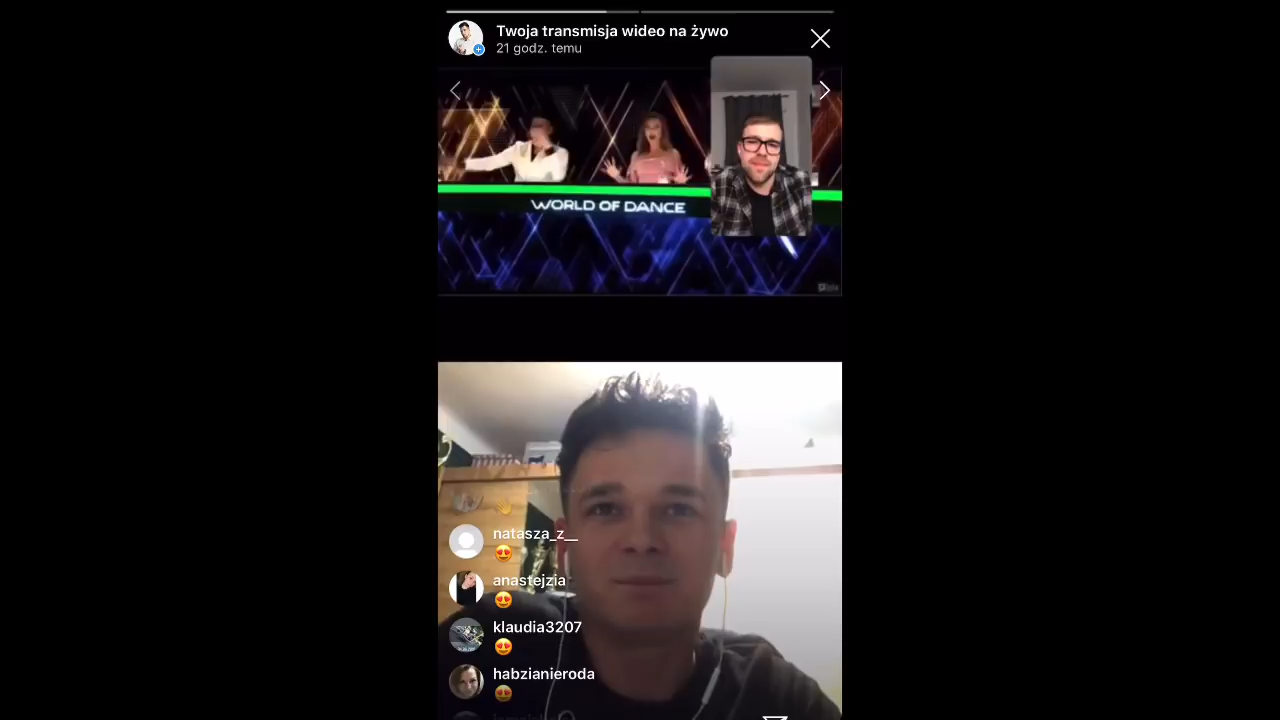 Twoja transmisja wideo na żywo
21 godz. temu
WORLD OF DANCE
natasza_z__
😍
anastejzia
😍
klaudia3207
😍
habzianieroda
😍